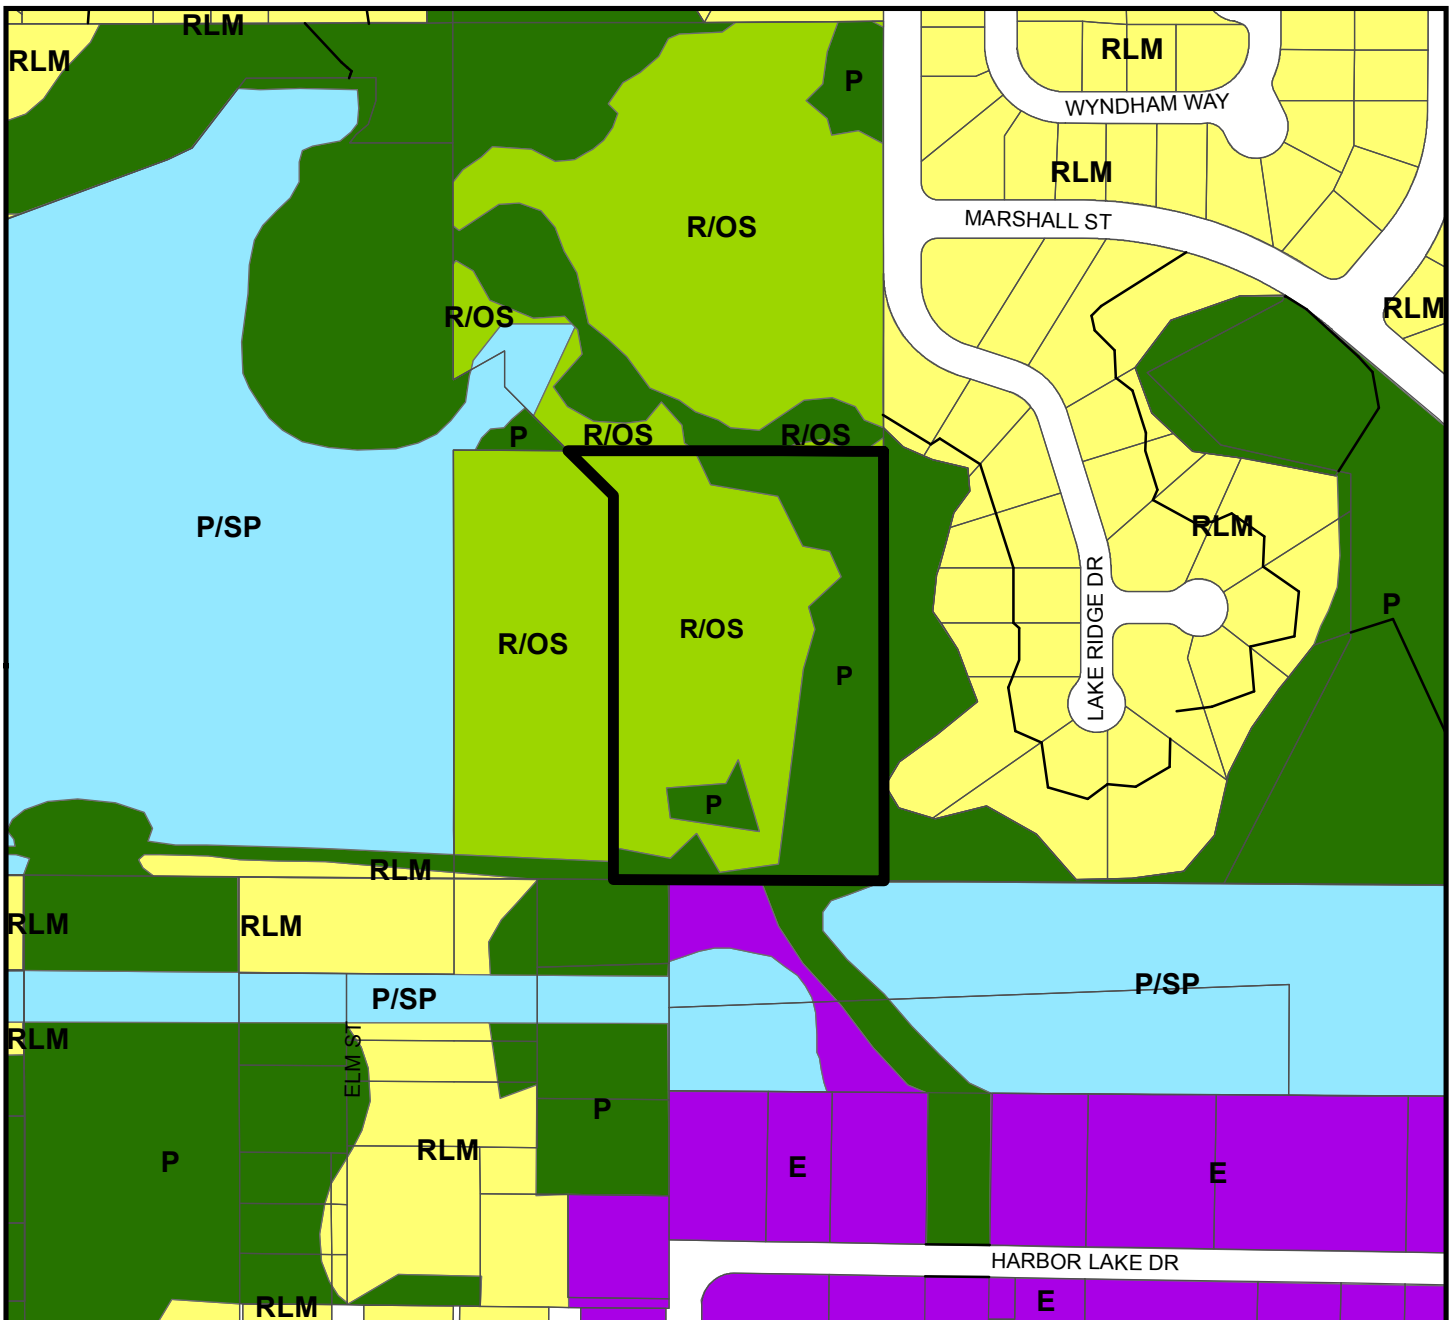 RLM
RLM
RLM
P
WYNDHAM WAY
RLM
MARSHALL ST
R/OS
R/OS
RLM
P
R/OS
R/OS
P/SP
RLM
LAKE RIDGE DR
P
R/OS
R/OS
P
P
RLM
RLM
RLM
P/SP
P/SP
RLM
ELM ST
P
RLM
P
E
E
HARBOR LAKE DR
RLM
E